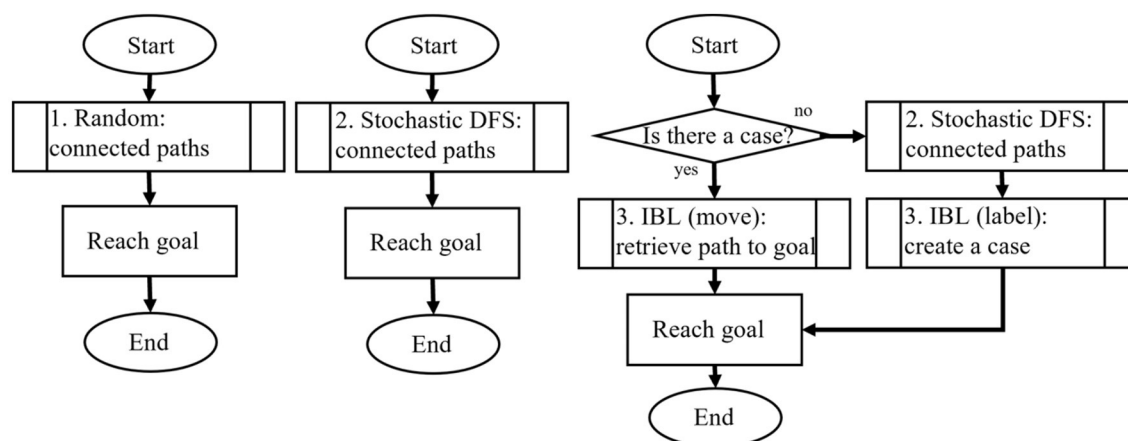 Start
1. Random:
connected paths
Reach goal
End
Start
2. Stochastic DFS:
connected paths
Reach goal
End
Start
Is there a case?
no
yes
2. Stochastic DFS:
connected paths
3. IBL (move):
retrieve path to goal
3. IBL (label):
create a case
Reach goal
End